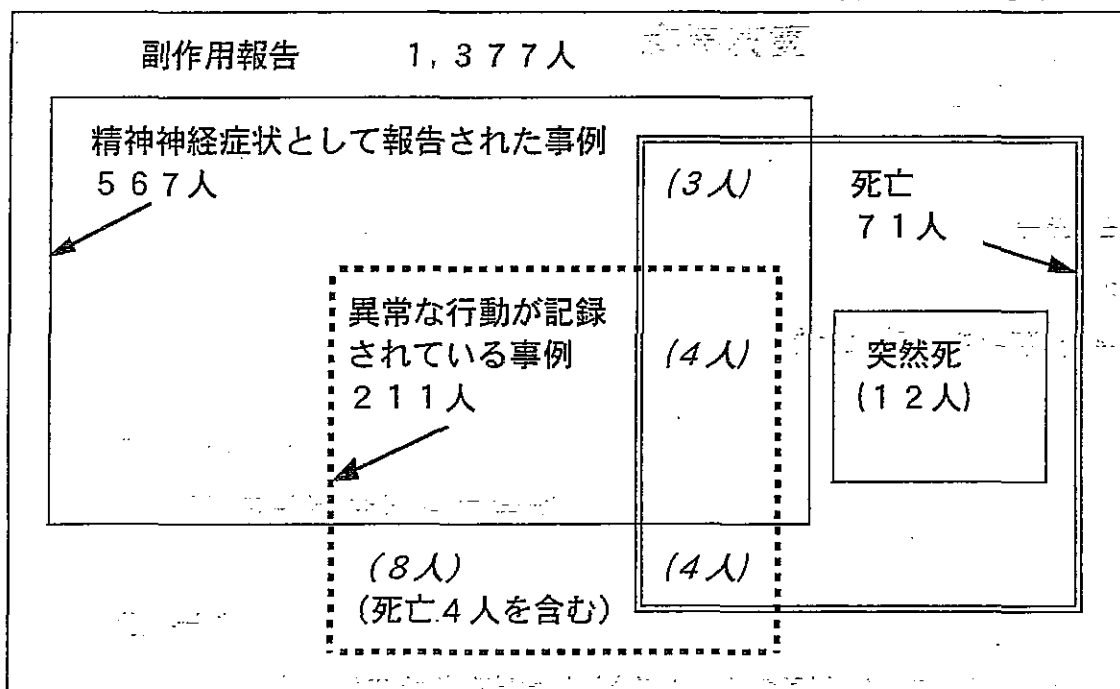 副作用報告　１，３７７人
精神神経症状として報告された事例
５６７人
(3人)
死亡
７１人
異常な行動が記録
されている事例
２１１人
(4人)
突然死
(１２人)
(8人)
(死亡４人を含む)
(4人)